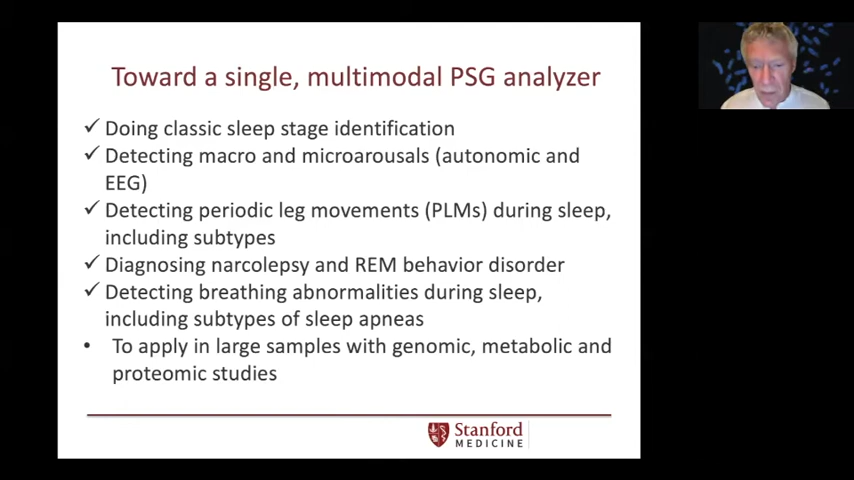 Toward a single, multimodal PSG analyzer
✓ Doing classic sleep stage identification
✓ Detecting macro and microarousals (autonomic and
EEG)
✓ Detecting periodic leg movements (PLMs) during sleep,
including subtypes
✓ Diagnosing narcolepsy and REM behavior disorder
✓ Detecting breathing abnormalities during sleep,
including subtypes of sleep apneas
• To apply in large samples with genomic, metabolic and
proteomic studies
Stanford
MEDICINE